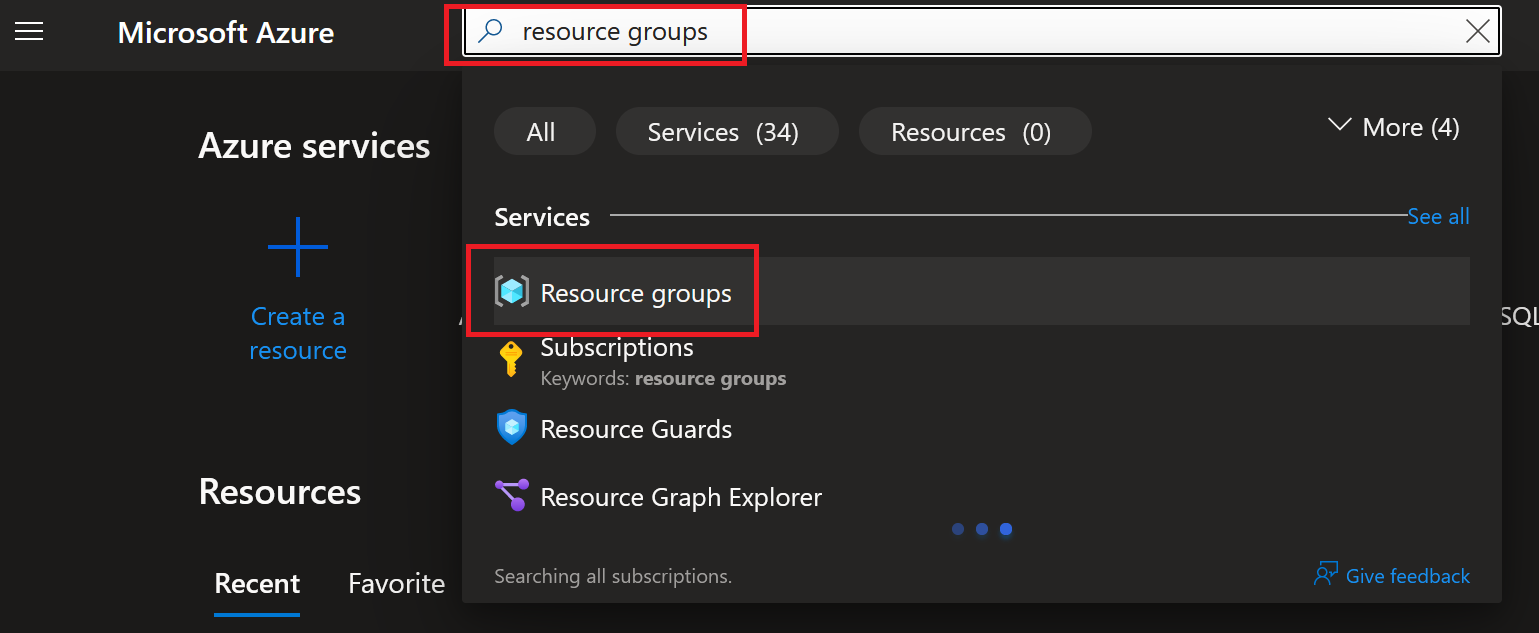 Microsoft Azure
resource groups
All
Services (34)
Resources (0)
More (4)
Azure services
Services
See all
Create a
resource
Resource groups
SQL
Subscriptions
Keywords: resource groups
Resource Guards
Resources
Resource Graph Explorer
Recent
Favorite
Searching all subscriptions.
Give feedback